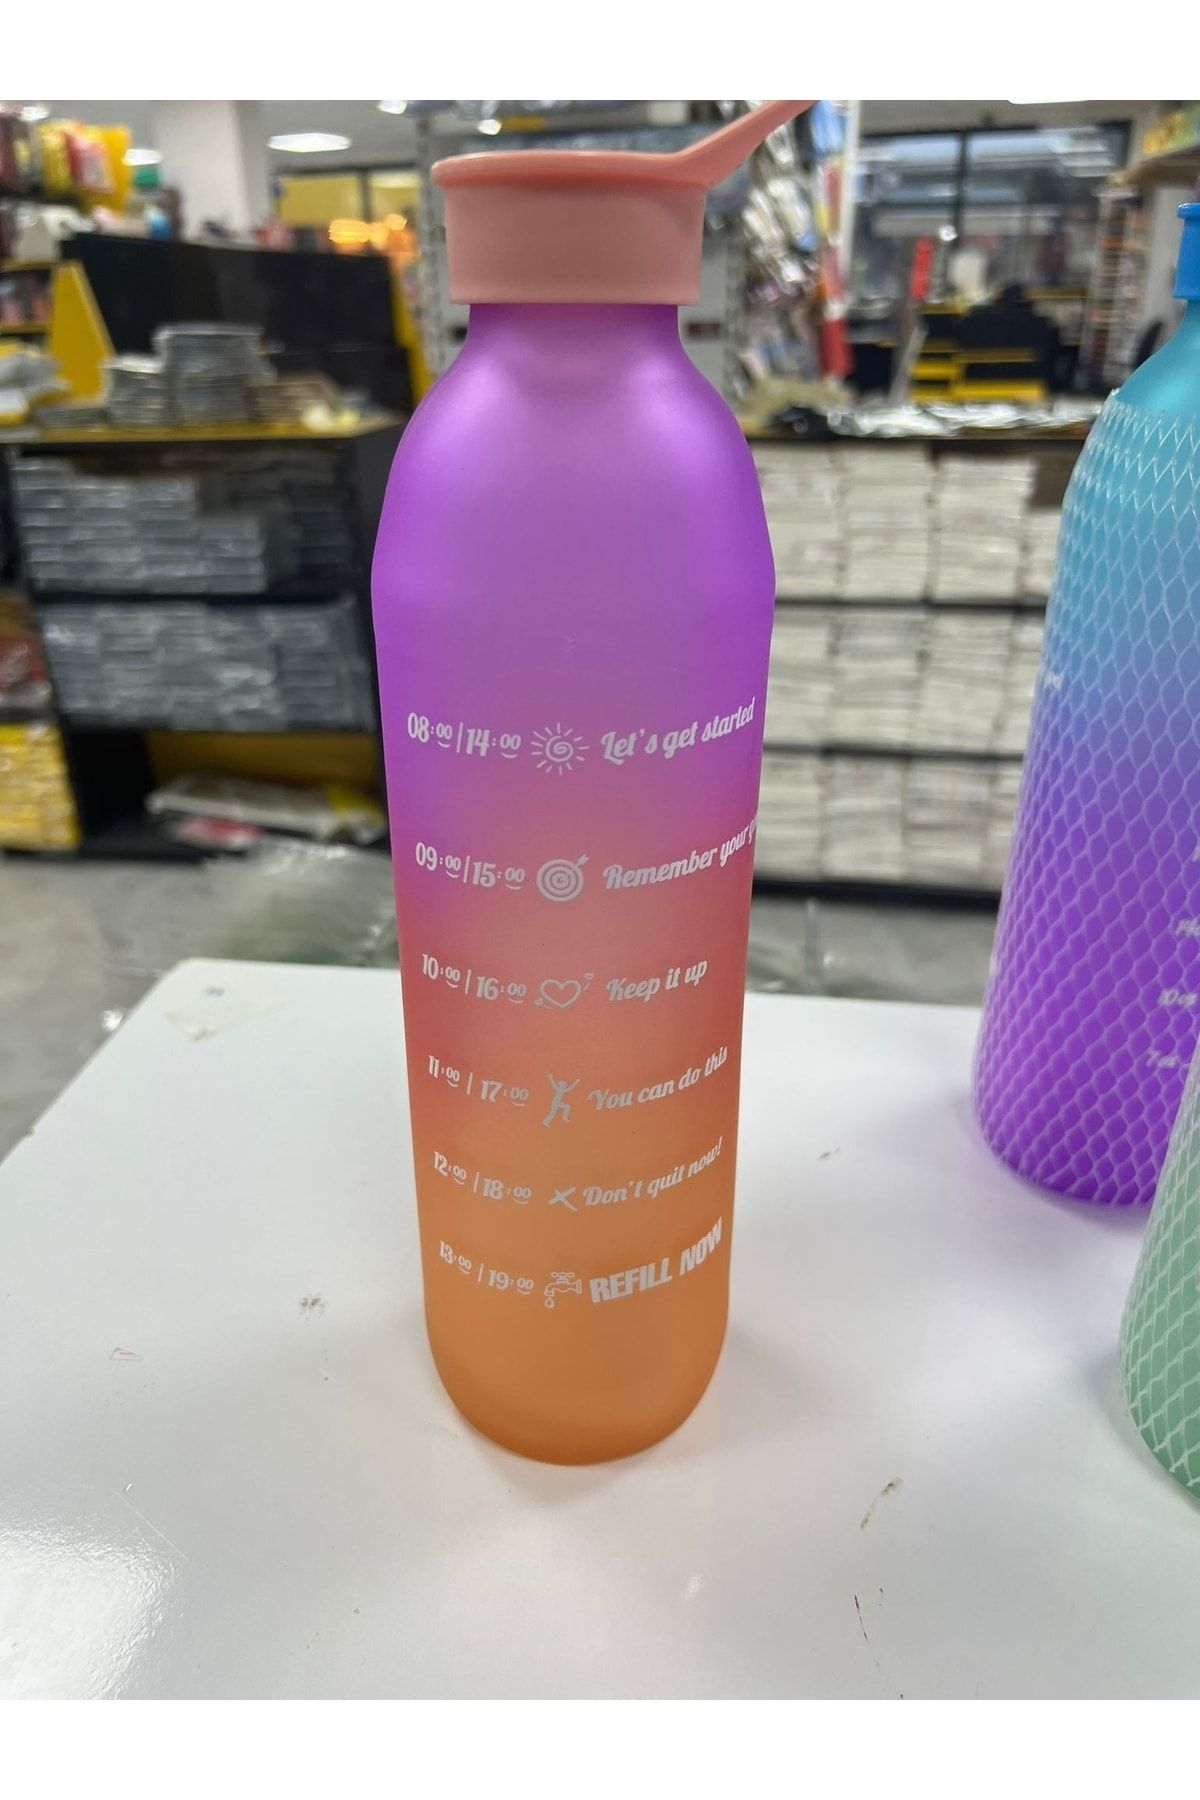 08:00 | 14:00 Let's get started
09:00 | 15:00 Remember your
10:00 | 16:00 Keep it up
11:00 | 17:00 You can do this
12:00 | 18:00 Don't quit now!
13:00 | 19:00 REFILL NOW